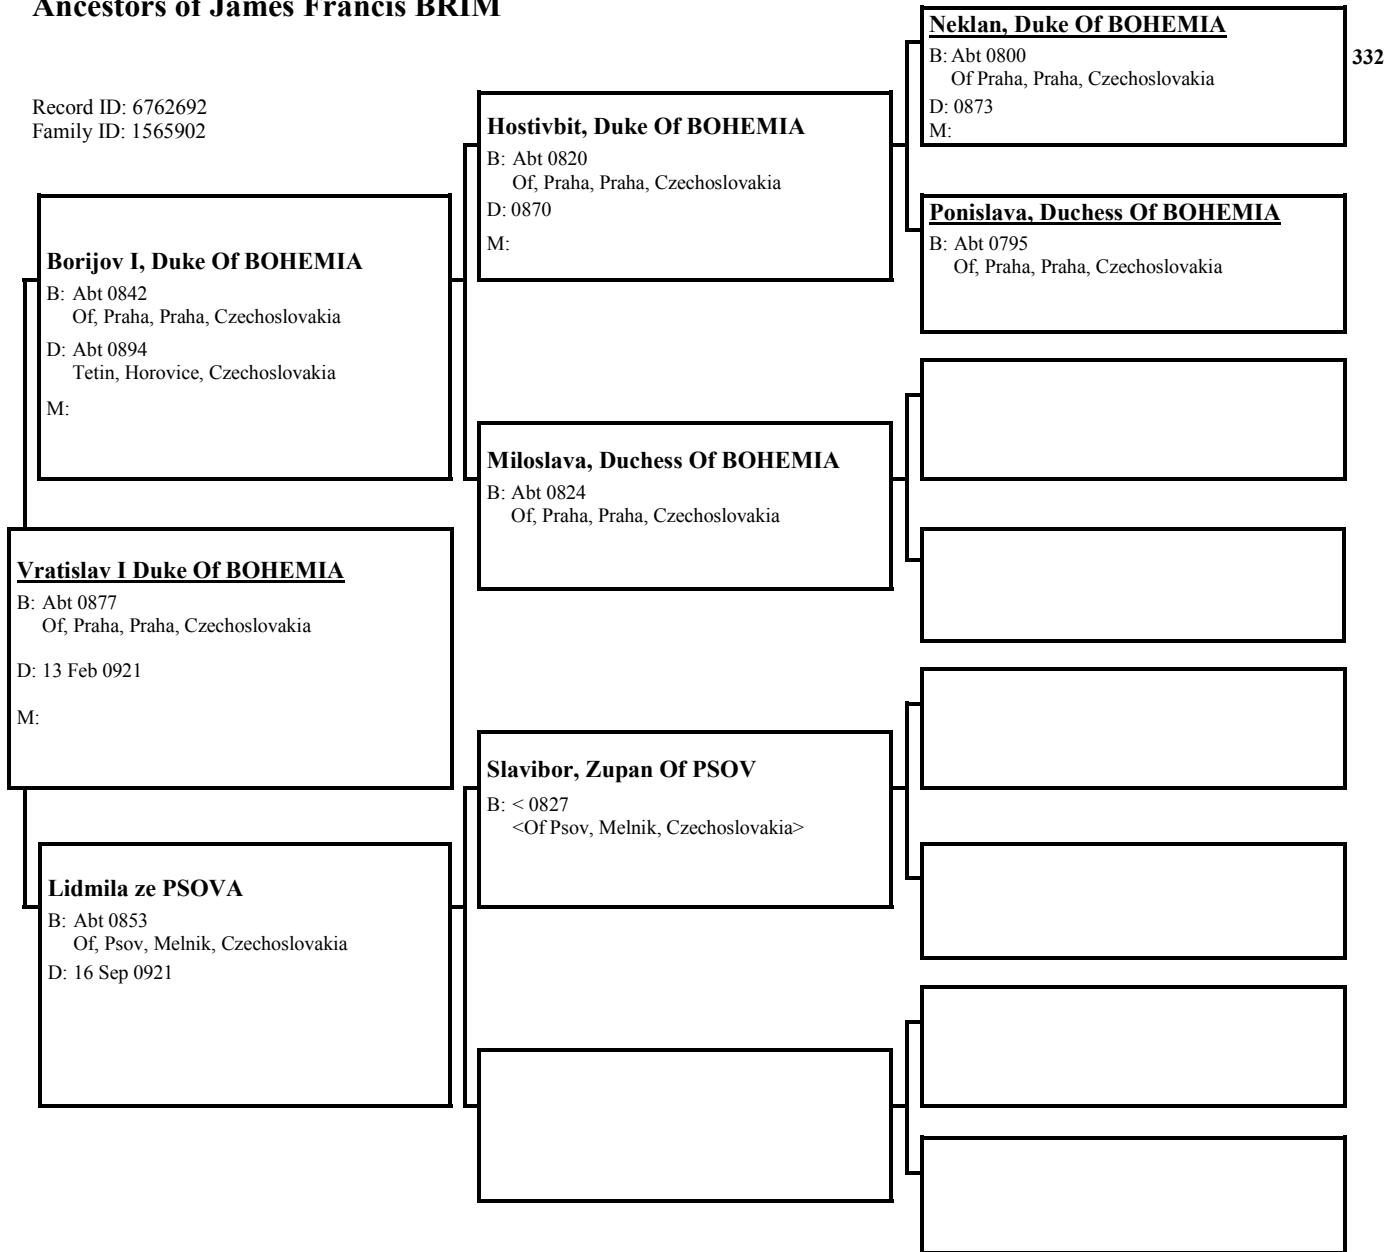 Ancestors of James Francis BRIM
Record ID: 6762692
Family ID: 1565902
Neklan, Duke Of BOHEMIA
B: Abt 0800
Of Praha, Praha, Czechoslovakia
D: 0873
M:
332
Hostivbit, Duke Of BOHEMIA
B: Abt 0820
Of, Praha, Praha, Czechoslovakia
D: 0870
M:
Ponislava, Duchess Of BOHEMIA
B: Abt 0795
Of, Praha, Praha, Czechoslovakia
Borijov I, Duke Of BOHEMIA
B: Abt 0842
Of, Praha, Praha, Czechoslovakia
D: Abt 0894
Tetin, Horovice, Czechoslovakia
M:
Miloslava, Duchess Of BOHEMIA
B: Abt 0824
Of, Praha, Praha, Czechoslovakia
Vratislav I Duke Of BOHEMIA
B: Abt 0877
Of, Praha, Praha, Czechoslovakia
D: 13 Feb 0921
M:
Slavibor, Zupan Of PSOV
B: < 0827
<Of Psov, Melnik, Czechoslovakia>
Lidmila ze PSOVA
B: Abt 0853
Of, Psov, Melnik, Czechoslovakia
D: 16 Sep 0921